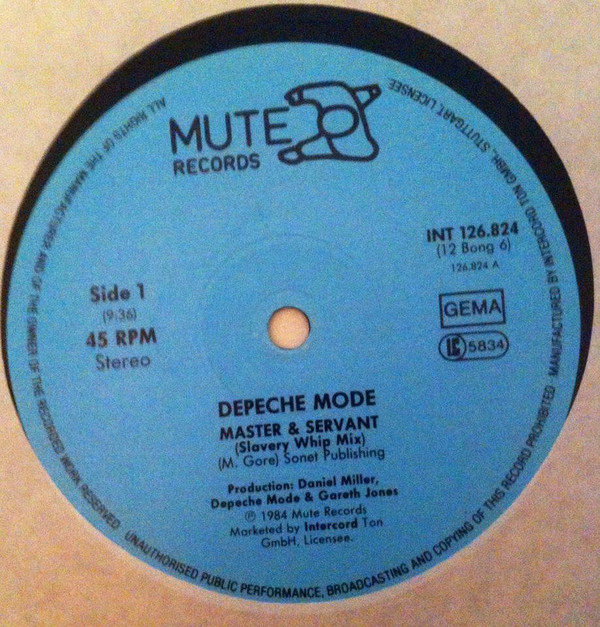 MUTE
RECORDS
INT 126.824
(12 Bong 6)
126.824 A
Side 1
(9:36)
45 RPM
Stereo
GEMA
LC 5834
DEPECHE MODE
MASTER & SERVANT
(Slavery Whip Mix)
(M. Gore) Sonet Publishing
Production: Daniel Miller,
Depeche Mode & Gareth Jones
℗ 1984 Mute Records
Marketed by Intercord Ton
GmbH, Licensee.
ALL RIGHTS OF THE MANUFACTURER AND OF THE OWNER OF THE RECORDED WORK RESERVED · UNAUTHORISED PUBLIC PERFORMANCE, BROADCASTING AND COPYING OF THIS RECORD PROHIBITED · MANUFACTURED BY INTERCORD TON GMBH, STUTTGART, LICENSEE